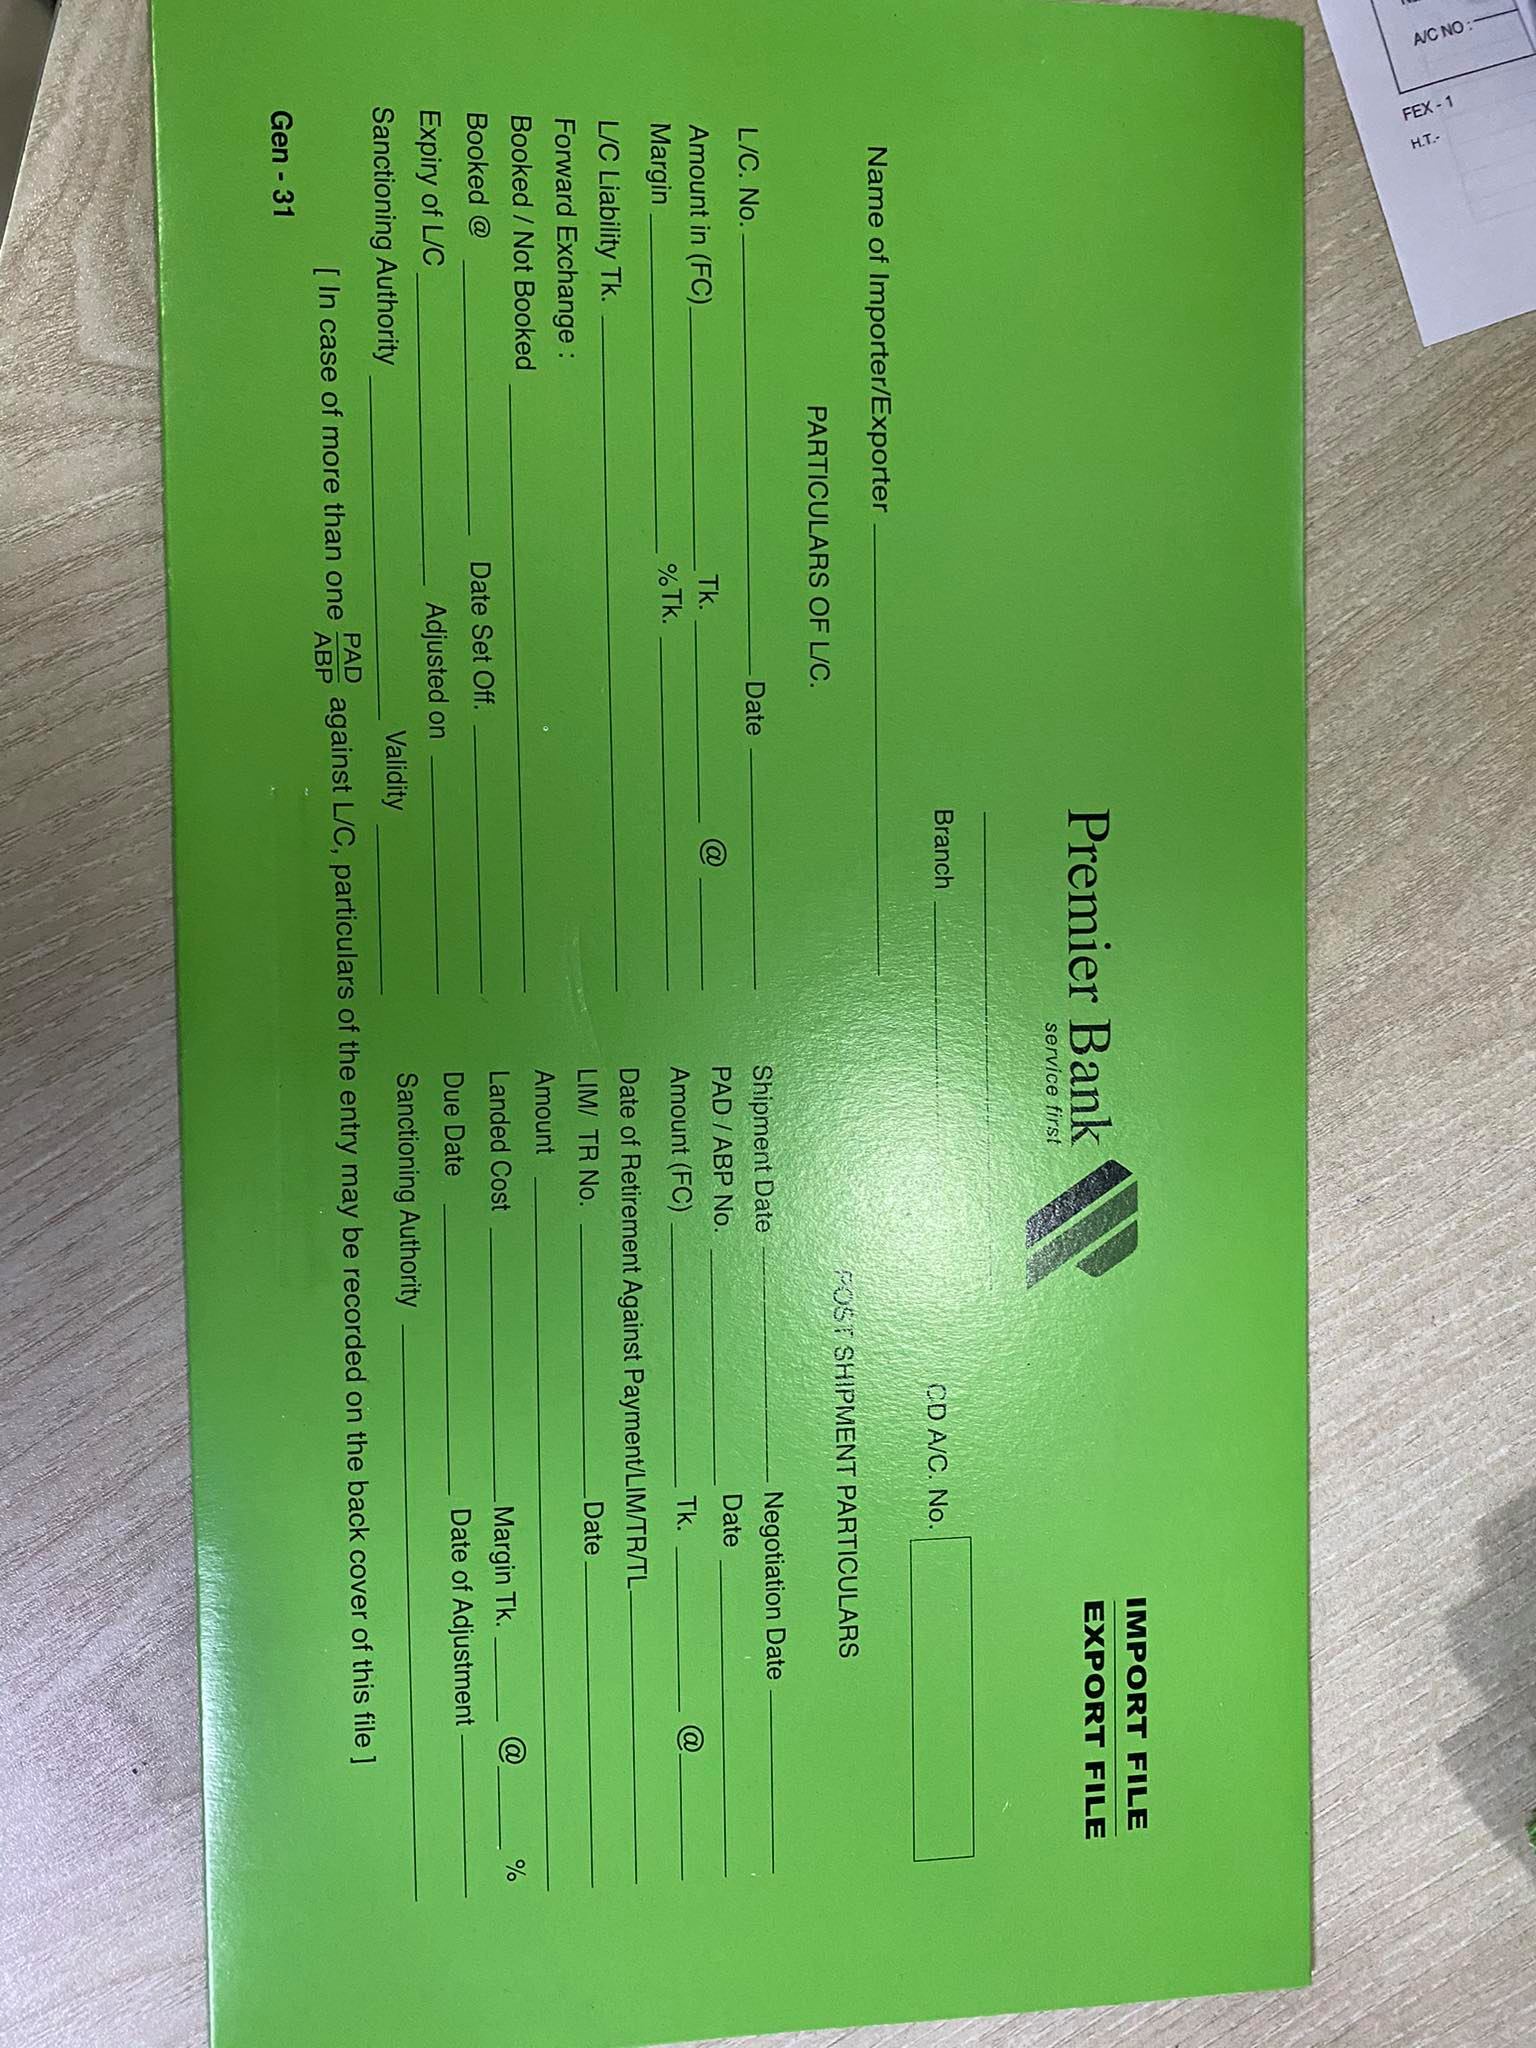 A/C NO :
FEX - 1
H.T.:
Premier Bank
service first
IMPORT FILE
EXPORT FILE
Branch
CD A/C. No.
Name of Importer/Exporter
PARTICULARS OF L/C.
L/C. No. Date
Amount in (FC) Tk. @
Margin % Tk.
L/C Liability Tk.
Forward Exchange :
Booked / Not Booked
Booked @ Date Set Off.
Expiry of L/C Adjusted on
Sanctioning Authority Validity
POST SHIPMENT PARTICULARS
Shipment Date Negotiation Date
PAD / ABP No. Date
Amount (FC) Tk. @
Date of Retirement Against Payment/LIM/TR/TL
LIM/ TR No. Date
Amount
Landed Cost Margin Tk. @ %
Due Date Date of Adjustment
Sanctioning Authority
[ In case of more than one PAD/ABP against L/C, particulars of the entry may be recorded on the back cover of this file ]
Gen - 31